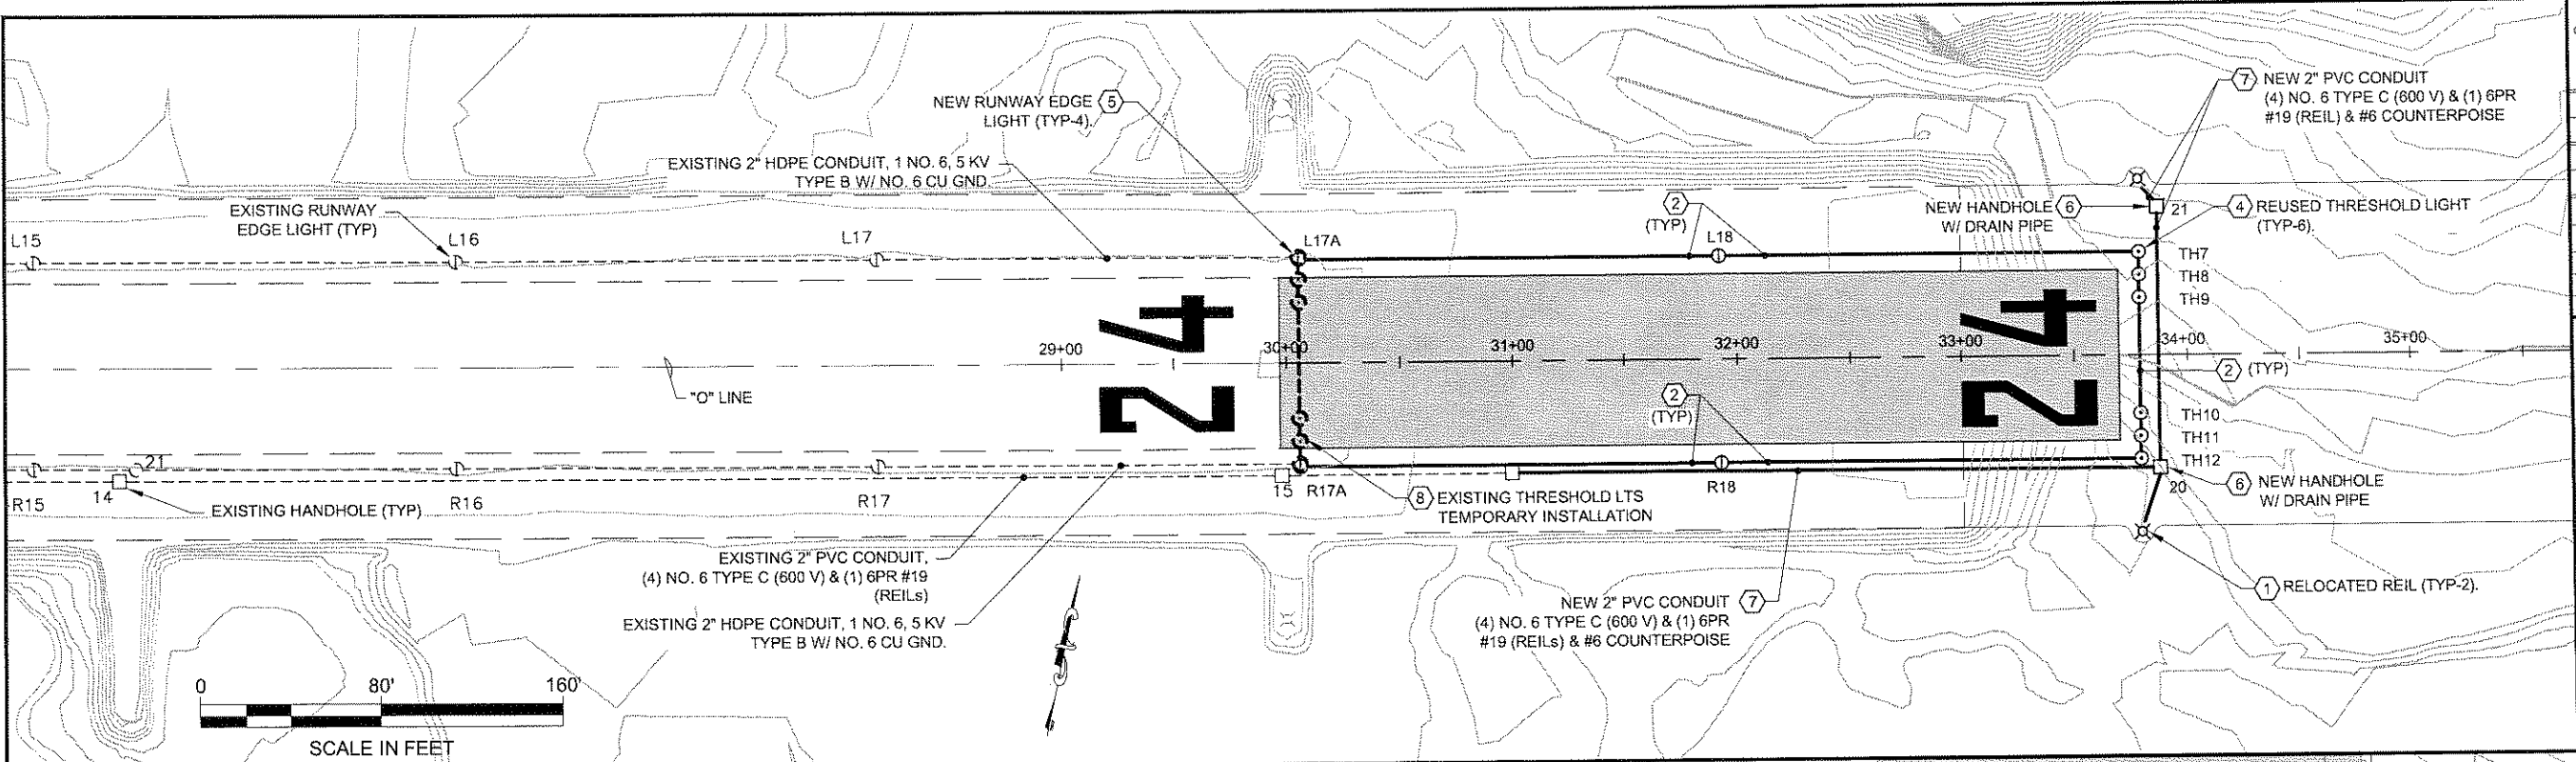 7 NEW 2" PVC CONDUIT
(4) NO. 6 TYPE C (600 V) & (1) 6PR
#19 (REIL) & #6 COUNTERPOISE
NEW RUNWAY EDGE 5
LIGHT (TYP-4).
EXISTING 2" HDPE CONDUIT, 1 NO. 6, 5 KV
TYPE B W/ NO. 6 CU GND.
EXISTING RUNWAY
EDGE LIGHT (TYP)
2
(TYP)
NEW HANDHOLE 6
W/ DRAIN PIPE
21
4 REUSED THRESHOLD LIGHT
(TYP-6).
L15
L16
L17
L17A
L18
TH7
TH8
TH9
24
24
29+00
30+00
31+00
32+00
33+00
34+00
35+00
2 (TYP)
"O" LINE
2
(TYP)
TH10
TH11
TH12
21
14
R15
EXISTING HANDHOLE (TYP)
R16
R17
15
R17A
R18
20
8 EXISTING THRESHOLD LTS
TEMPORARY INSTALLATION
6 NEW HANDHOLE
W/ DRAIN PIPE
EXISTING 2" PVC CONDUIT,
(4) NO. 6 TYPE C (600 V) & (1) 6PR #19
(REILs)
EXISTING 2" HDPE CONDUIT, 1 NO. 6, 5 KV
TYPE B W/ NO. 6 CU GND.
NEW 2" PVC CONDUIT 7
(4) NO. 6 TYPE C (600 V) & (1) 6PR
#19 (REILs) & #6 COUNTERPOISE
1 RELOCATED REIL (TYP-2).
0 80' 160'
SCALE IN FEET